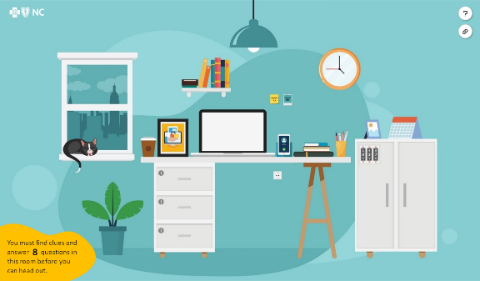 NC
?
You must find clues and
answer 8 questions in
this room before you
can head out.